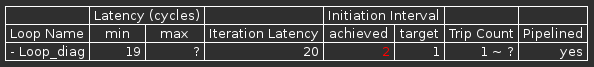 Latency (cycles) Initiation Interval
Loop Name min max Iteration Latency achieved target Trip Count Pipelined
- Loop_diag 19 ? 20 2 1 1 ~ ? yes